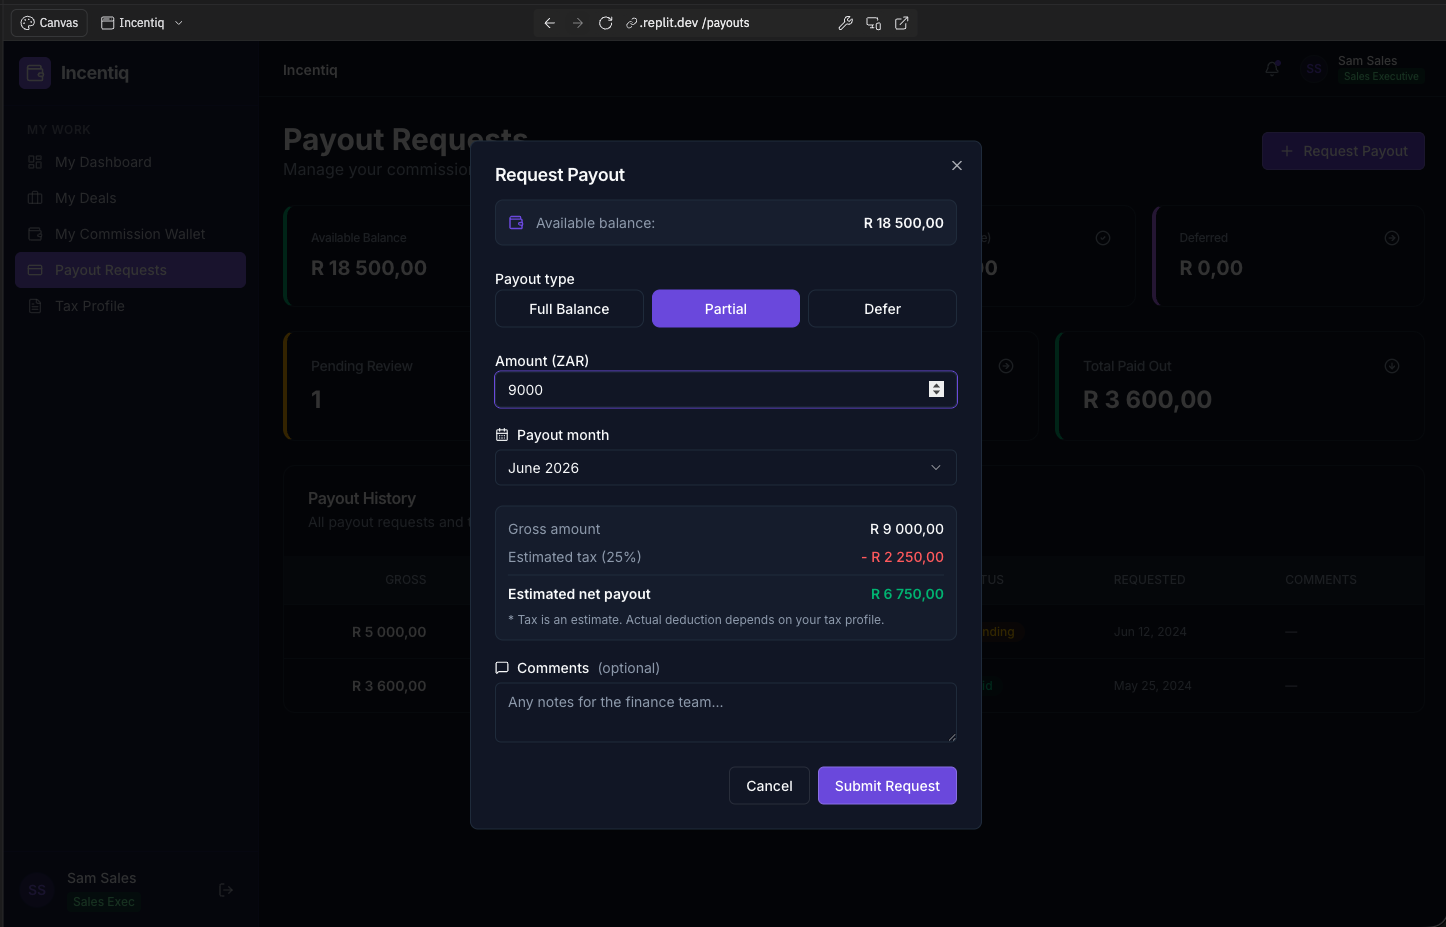 Canvas
Incentiq
.replit.dev /payouts
Incentiq
Incentiq
SS
Sam Sales
Sales Executive
MY WORK
My Dashboard
My Deals
My Commission Wallet
Payout Requests
Tax Profile
Payout Requests
Manage your commission
+ Request Payout
Available Balance
R 18 500,00
Deferred
R 0,00
Pending Review
1
Total Paid Out
R 3 600,00
Payout History
All payout requests and
GROSS
REQUESTED
COMMENTS
R 5 000,00
Jun 12, 2024
—
R 3 600,00
May 25, 2024
—
Request Payout
Available balance:
R 18 500,00
Payout type
Full Balance
Partial
Defer
Amount (ZAR)
9000
Payout month
June 2026
Gross amount
R 9 000,00
Estimated tax (25%)
- R 2 250,00
Estimated net payout
R 6 750,00
* Tax is an estimate. Actual deduction depends on your tax profile.
Comments (optional)
Any notes for the finance team...
Cancel
Submit Request
SS
Sam Sales
Sales Exec